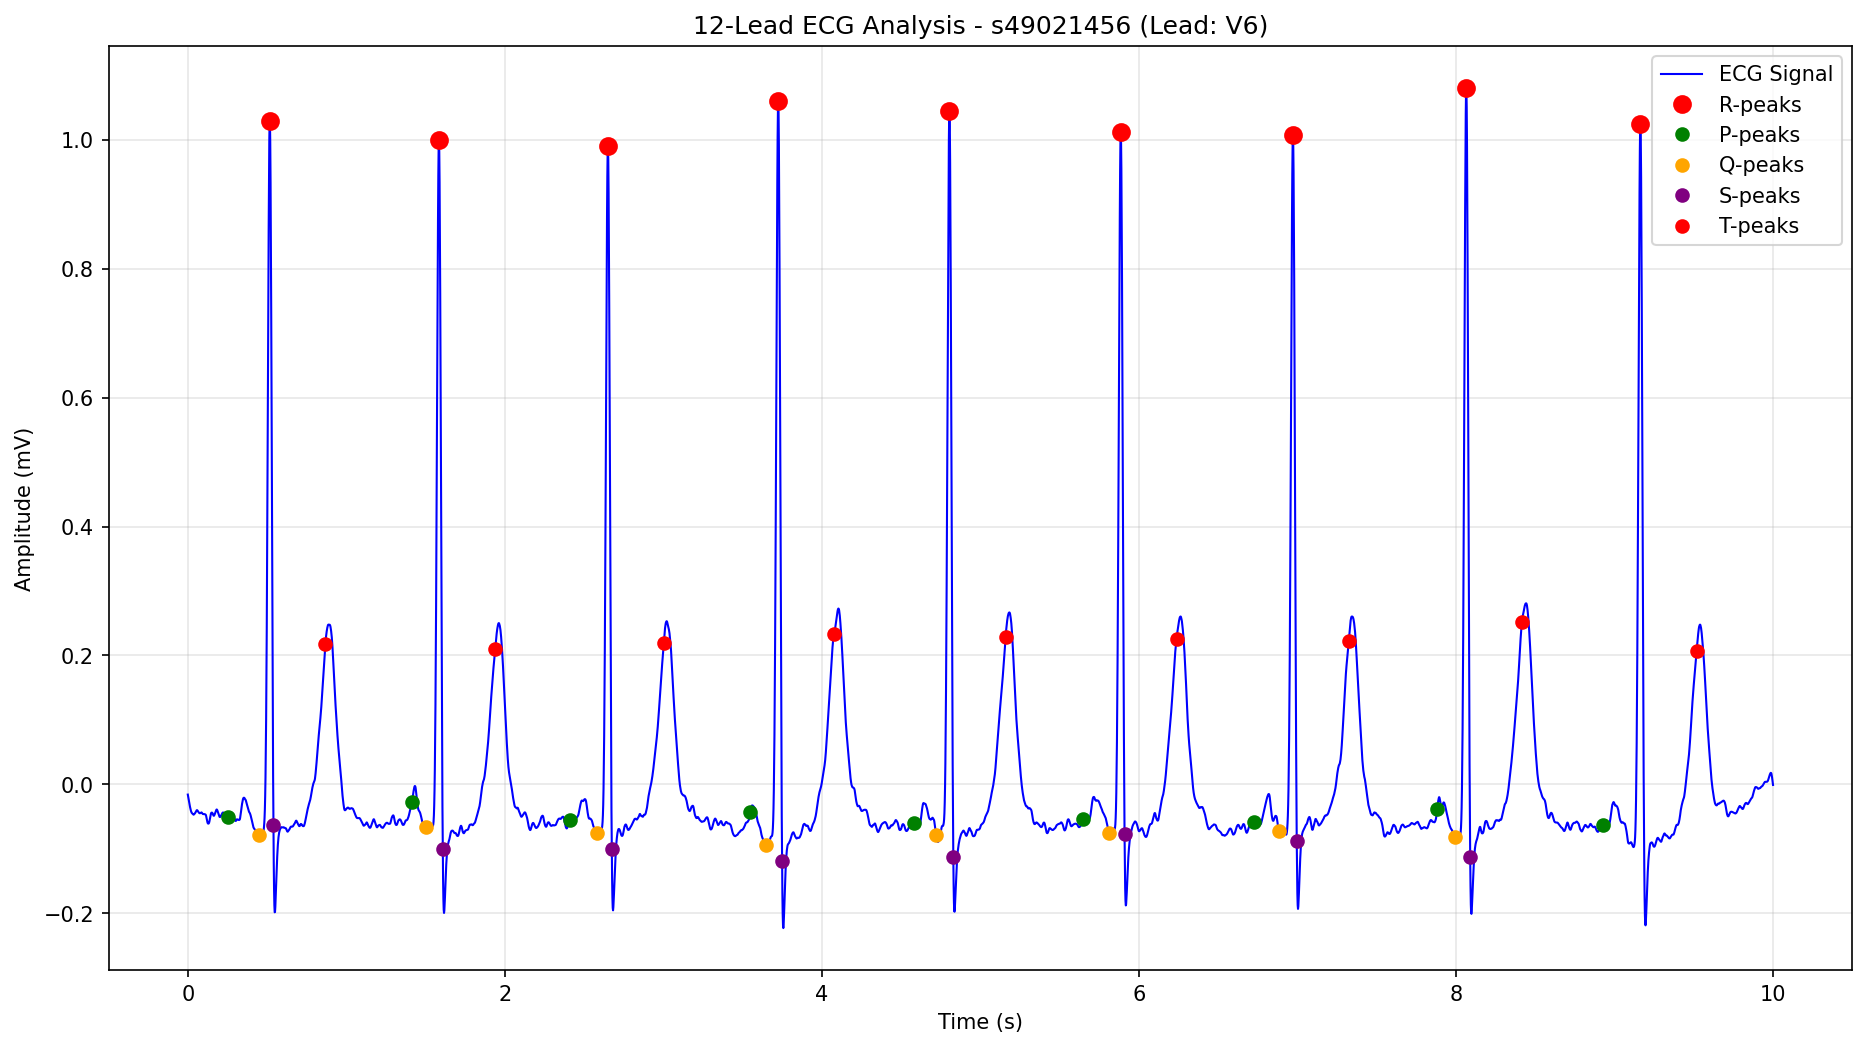 12-Lead ECG Analysis - s49021456 (Lead: V6)
ECG Signal
R-peaks
P-peaks
Q-peaks
S-peaks
T-peaks
Amplitude (mV)
1.0
0.8
0.6
0.4
0.2
0.0
−0.2
0 2 4 6 8 10
Time (s)